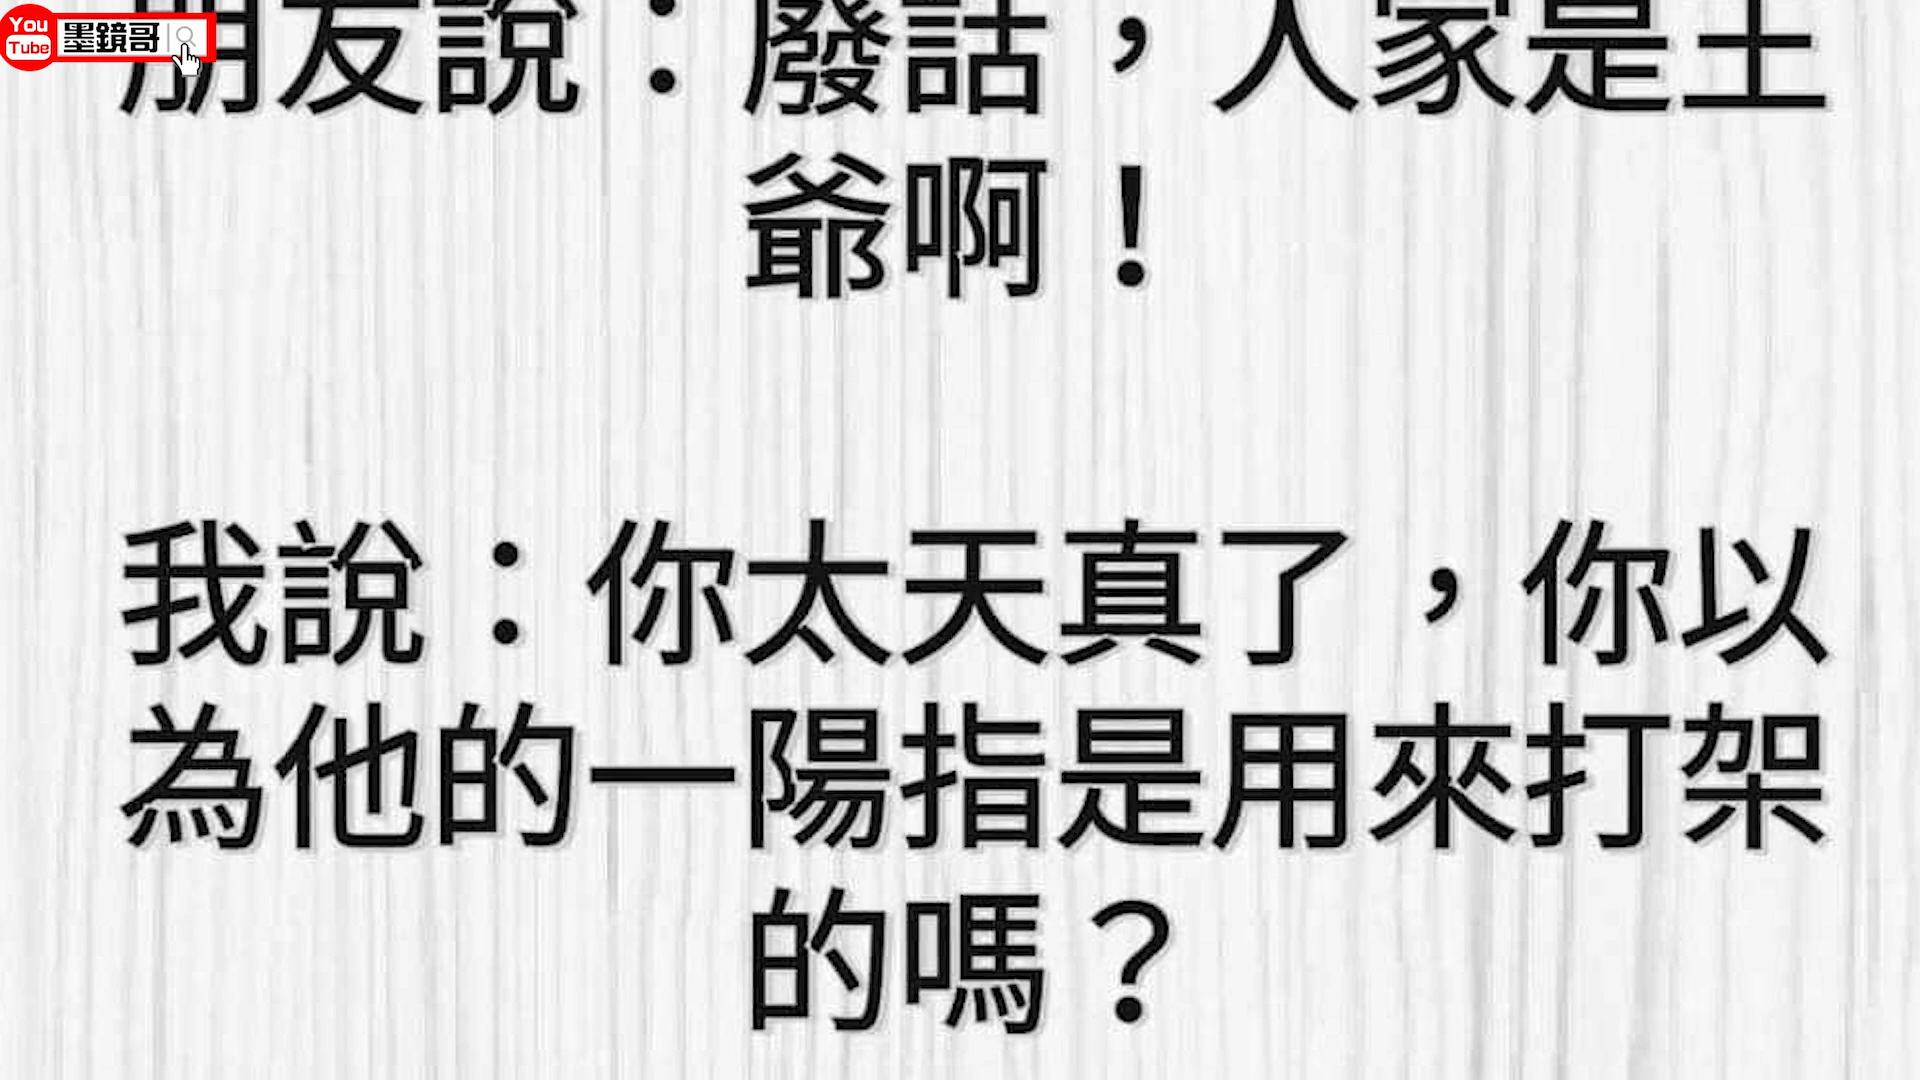 You
Tube
墨鏡哥
朋友說：廢話，人家是王
爺啊！
我說：你太天真了，你以
為他的一陽指是用來打架
的嗎？